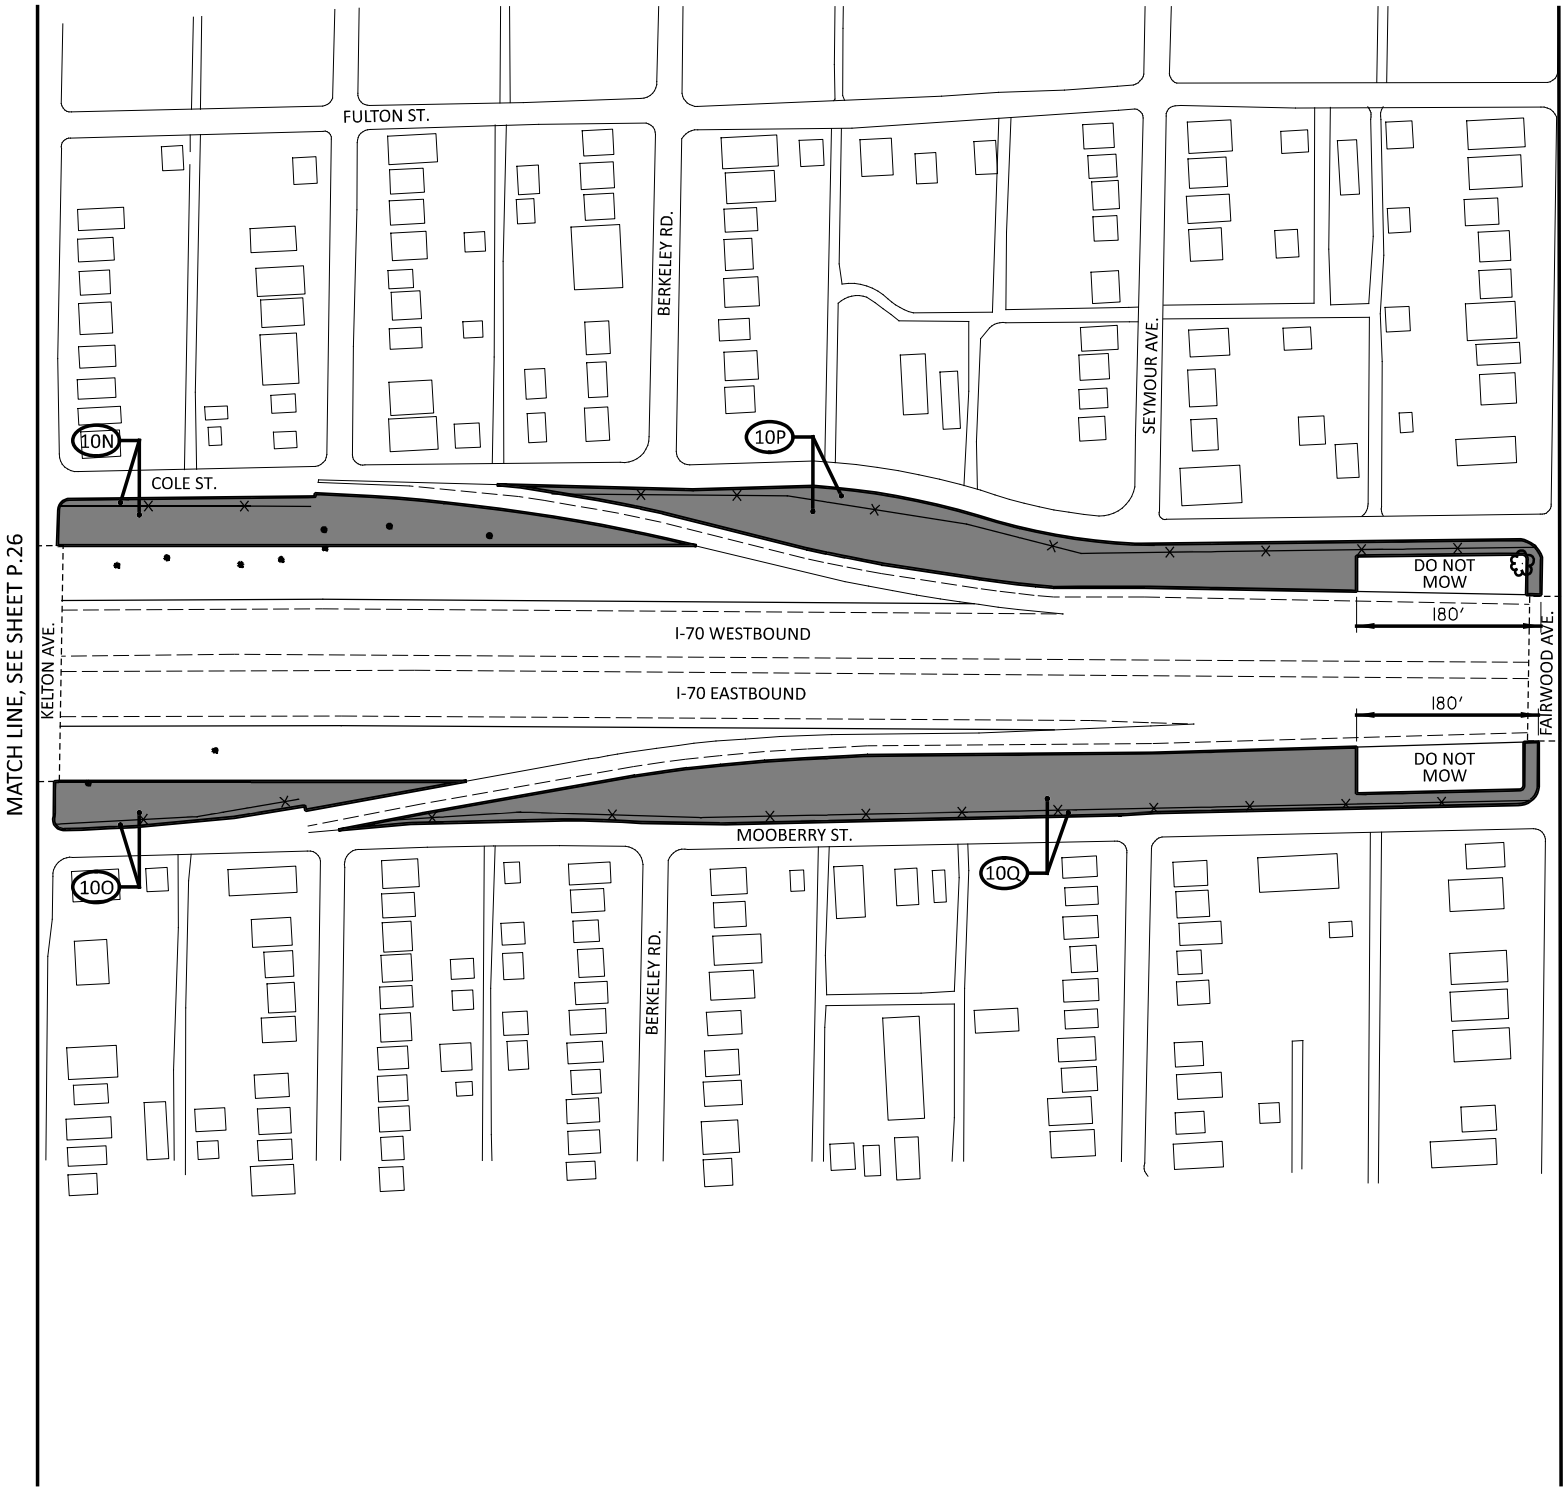 FULTON ST.
BERKELEY RD.
SEYMOUR AVE.
10N
10P
COLE ST.
MATCH LINE, SEE SHEET P.26
KELTON AVE.
DO NOT
MOW
180'
I-70 WESTBOUND
FAIRWOOD AVE.
I-70 EASTBOUND
180'
DO NOT
MOW
MOOBERRY ST.
10O
10Q
BERKELEY RD.